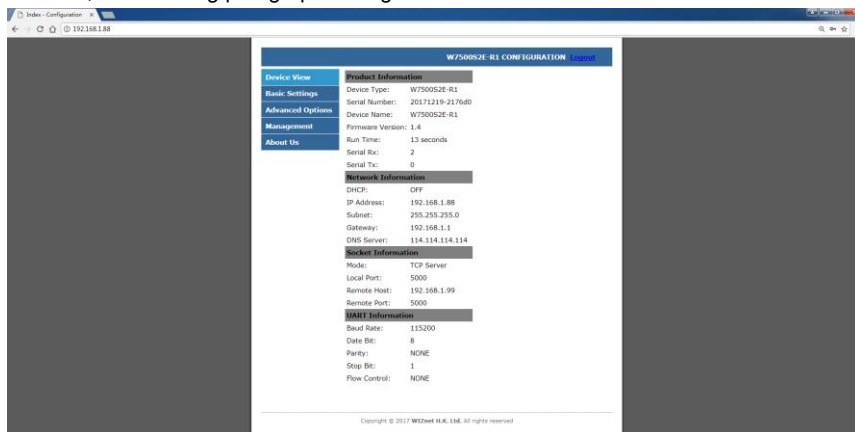 Index - Configuration
192.168.1.88
W7500S2E-R1 CONFIGURATION Logout
Device View
Basic Settings
Advanced Options
Management
About Us
Product Information
Device Type: W7500S2E-R1
Serial Number: 20171219-2176d0
Device Name: W7500S2E-R1
Firmware Version: 1.4
Run Time: 13 seconds
Serial Rx: 2
Serial Tx: 0
Network Information
DHCP: OFF
IP Address: 192.168.1.88
Subnet: 255.255.255.0
Gateway: 192.168.1.1
DNS Server: 114.114.114.114
Socket Information
Mode: TCP Server
Local Port: 5000
Remote Host: 192.168.1.99
Remote Port: 5000
UART Information
Baud Rate: 115200
Date Bit: 8
Parity: NONE
Stop Bit: 1
Flow Control: NONE
Copyright © 2017 WIZnet H.K. Ltd. All rights reserved